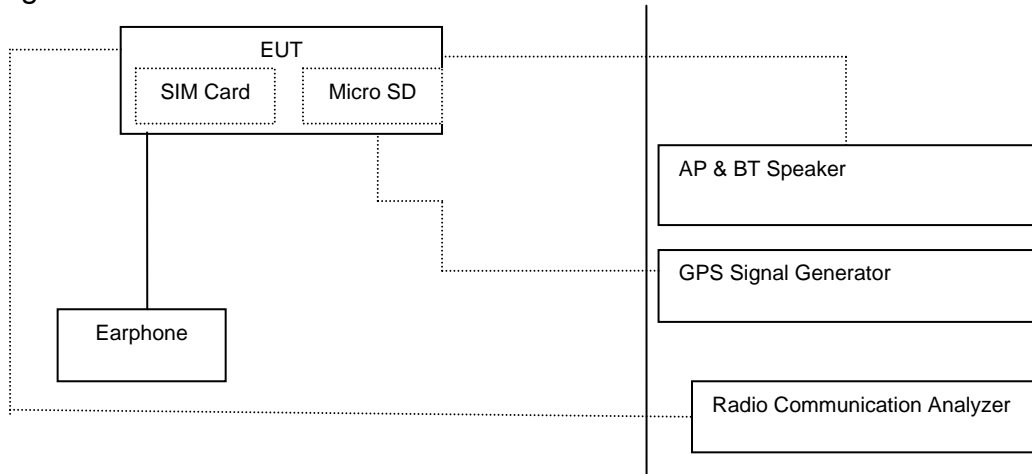 EUT
SIM Card
Micro SD
AP & BT Speaker
GPS Signal Generator
Earphone
Radio Communication Analyzer